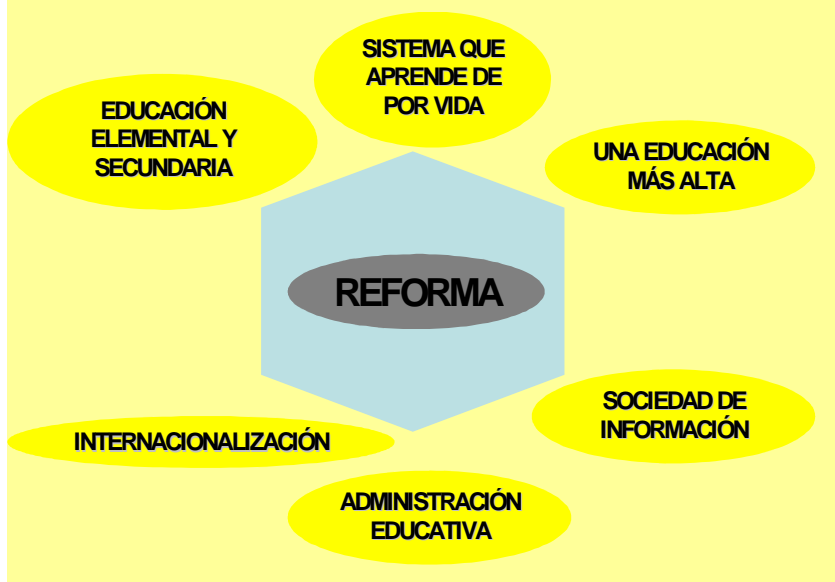 SISTEMA QUE
APRENDE DE
POR VIDA
EDUCACIÓN
ELEMENTAL Y
SECUNDARIA
UNA EDUCACIÓN
MÁS ALTA
REFORMA
SOCIEDAD DE
INFORMACIÓN
INTERNACIONALIZACIÓN
ADMINISTRACIÓN
EDUCATIVA